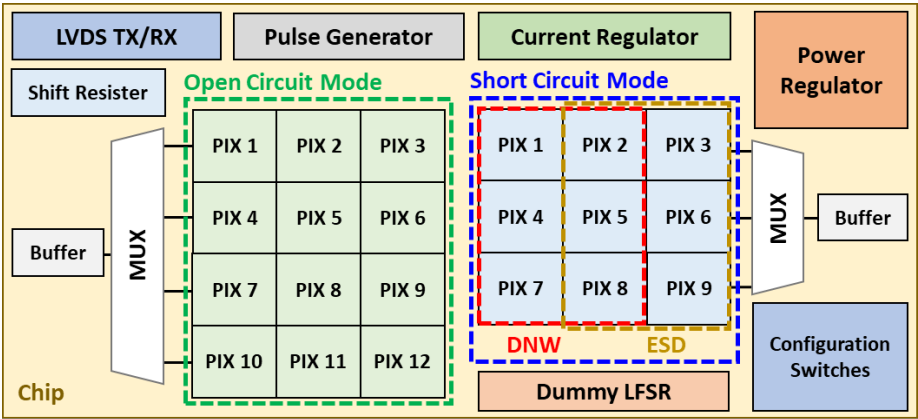 LVDS TX/RX
Pulse Generator
Current Regulator
Power
Regulator
Shift Resister
Open Circuit Mode
Short Circuit Mode
PIX 1 PIX 2 PIX 3
PIX 4 PIX 5 PIX 6
PIX 7 PIX 8 PIX 9
PIX 10 PIX 11 PIX 12
MUX
Buffer
PIX 1 PIX 2 PIX 3
PIX 4 PIX 5 PIX 6
PIX 7 PIX 8 PIX 9
DNW
ESD
MUX
Buffer
Configuration
Switches
Dummy LFSR
Chip